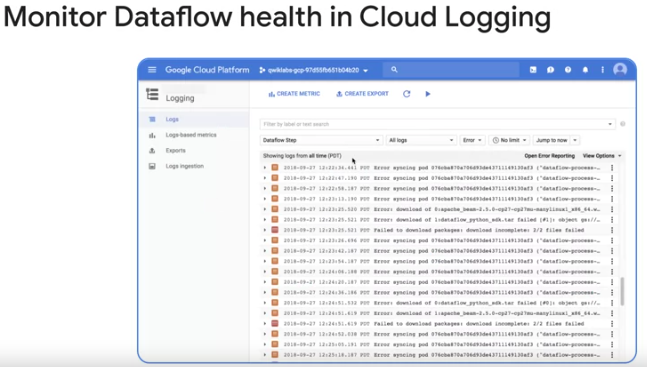 Monitor Dataflow health in Cloud Logging
Google Cloud Platform qwiklabs-gcp-97d55fb651b04b20
Logging CREATE METRIC CREATE EXPORT
Logs
Logs-based metrics
Exports
Logs ingestion
Filter by label or text search
Dataflow Step All logs Error No limit Jump to now
Showing logs from all time (PDT) Open Error Reporting View Options
2018-09-27 12:22:36.441 PDT Error syncing pod 076cba870a706d93de43711149130af3 ("dataflow-process-…
2018-09-27 12:22:47.190 PDT Error syncing pod 076cba870a706d93de43711149130af3 ("dataflow-process-…
2018-09-27 12:22:58.187 PDT Error syncing pod 076cba870a706d93de43711149130af3 ("dataflow-process-…
2018-09-27 12:23:13.190 PDT Error syncing pod 076cba870a706d93de43711149130af3 ("dataflow-process-…
2018-09-27 12:23:25.520 PDT Error: download of 0:apache_beam-2.5.0-cp27-cp27mu-manylinux1_x86_64.w
2018-09-27 12:23:25.521 PDT Error: download of 1:dataflow_python_sdk.tar failed [#1]: object gs://…
2018-09-27 12:23:25.521 PDT Failed to download packages: download incomplete: 2/2 files failed
2018-09-27 12:23:26.696 PDT Error syncing pod 076cba870a706d93de43711149130af3 ("dataflow-process-…
2018-09-27 12:23:42.187 PDT Error syncing pod 076cba870a706d93de43711149130af3 ("dataflow-process-…
2018-09-27 12:23:54.187 PDT Error syncing pod 076cba870a706d93de43711149130af3 ("dataflow-process-…
2018-09-27 12:24:06.188 PDT Error syncing pod 076cba870a706d93de43711149130af3 ("dataflow-process-…
2018-09-27 12:24:20.187 PDT Error syncing pod 076cba870a706d93de43711149130af3 ("dataflow-process-…
2018-09-27 12:24:36.186 PDT Error syncing pod 076cba870a706d93de43711149130af3 ("dataflow-process-…
2018-09-27 12:24:51.532 PDT Error: download of 0:dataflow_python_sdk.tar failed [#0]: object gs://…
2018-09-27 12:24:51.619 PDT Error: download of 1:apache_beam-2.5.0-cp27-cp27mu-manylinux1_x86_64.w
2018-09-27 12:24:51.619 PDT Failed to download packages: download incomplete: 2/2 files failed
2018-09-27 12:24:52.638 PDT Error syncing pod 076cba870a706d93de43711149130af3 ("dataflow-process-…
2018-09-27 12:25:05.191 PDT Error syncing pod 076cba870a706d93de43711149130af3 ("dataflow-process-…
2018-09-27 12:25:18.187 PDT Error syncing pod 076cba870a706d93de43711149130af3 ("dataflow-process-…